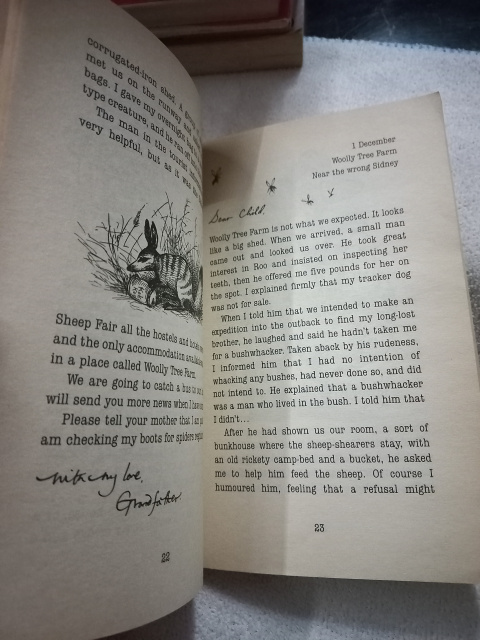 corrugated-iron shed. A
met us on the runway and
bags. I gave my overnight
type creature, and he ran off
The man in the tourist
very helpful, but as it was
Sheep Fair all the hostels and
and the only accommodation available
in a place called Woolly Tree Farm.
We are going to catch a bus
will send you more news when I have
Please tell your mother that I am
am checking my boots for spiders
with my love,
Grandfather.
22
1 December
Woolly Tree Farm
Near the wrong Sidney
Dear Child,
Woolly Tree Farm is not what we expected. It looks
like a big shed. When we arrived, a small man
came out and looked us over. He took great
interest in Roo and insisted on inspecting her
teeth, then he offered me five pounds for her on
the spot. I explained firmly that my tracker dog
was not for sale.
When I told him that we intended to make an
expedition into the outback to find my long-lost
brother, he laughed and said he hadn't taken me
for a bushwhacker. Taken aback by his rudeness,
I informed him that I had no intention of
whacking any bushes, had never done so, and did
not intend to. He explained that a bushwhacker
was a man who lived in the bush. I told him that
I didn't...
After he had shown us our room, a sort of
bunkhouse where the sheep-shearers stay, with
an old rickety camp-bed and a bucket, he asked
me to help him feed the sheep. Of course I
humoured him, feeling that a refusal might
23